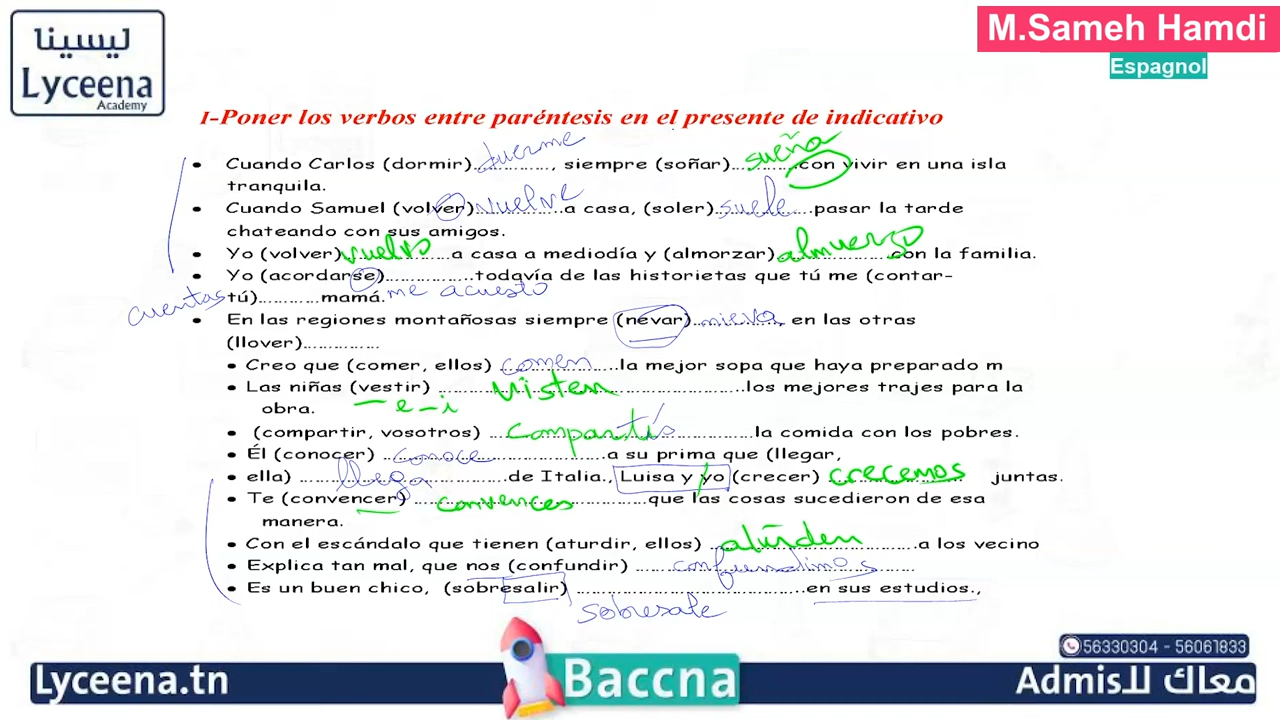 ليسينا
Lyceena
Academy
M.Sameh Hamdi
Espagnol
I-Poner los verbos entre paréntesis en el presente de indicativo
• Cuando Carlos (dormir) duerme ............., siempre (soñar) sueña ...........con vivir en una isla
tranquila.
• Cuando Samuel (volver) vuelve ............a casa, (soler) suele ............pasar la tarde
chateando con sus amigos.
• Yo (volver) vuelvo ..............a casa a mediodía y (almorzar) almuerzo ..............con la familia.
• Yo (acordarse)..............todavía de las historietas que tú me (contar-
cuentas tú)............mamá. me acuesto
• En las regiones montañosas siempre (nevar) nieva ............. en las otras
(llover).............
• Creo que (comer, ellos) comen ................la mejor sopa que haya preparado m
• Las niñas (vestir) visten ..............................los mejores trajes para la
obra. — e – i
• (compartir, vosotros) compartís ..............................la comida con los pobres.
• Él (conocer) conoce ..............................a su prima que (llegar,
• ella) llega ..............................de Italia., Luisa y yo (crecer) crecemos .................. juntas.
• Te (convencer) convences ..............................que las cosas sucedieron de esa
manera.
• Con el escándalo que tienen (aturdir, ellos) aturden ..............................a los vecino
• Explica tan mal, que nos (confundir) confundimos ..............................
• Es un buen chico, (sobresalir) ..............................en sus estudios.,
sobresale
56330304 - 56061833
Lyceena.tn
Baccna
معاك للـ Admis